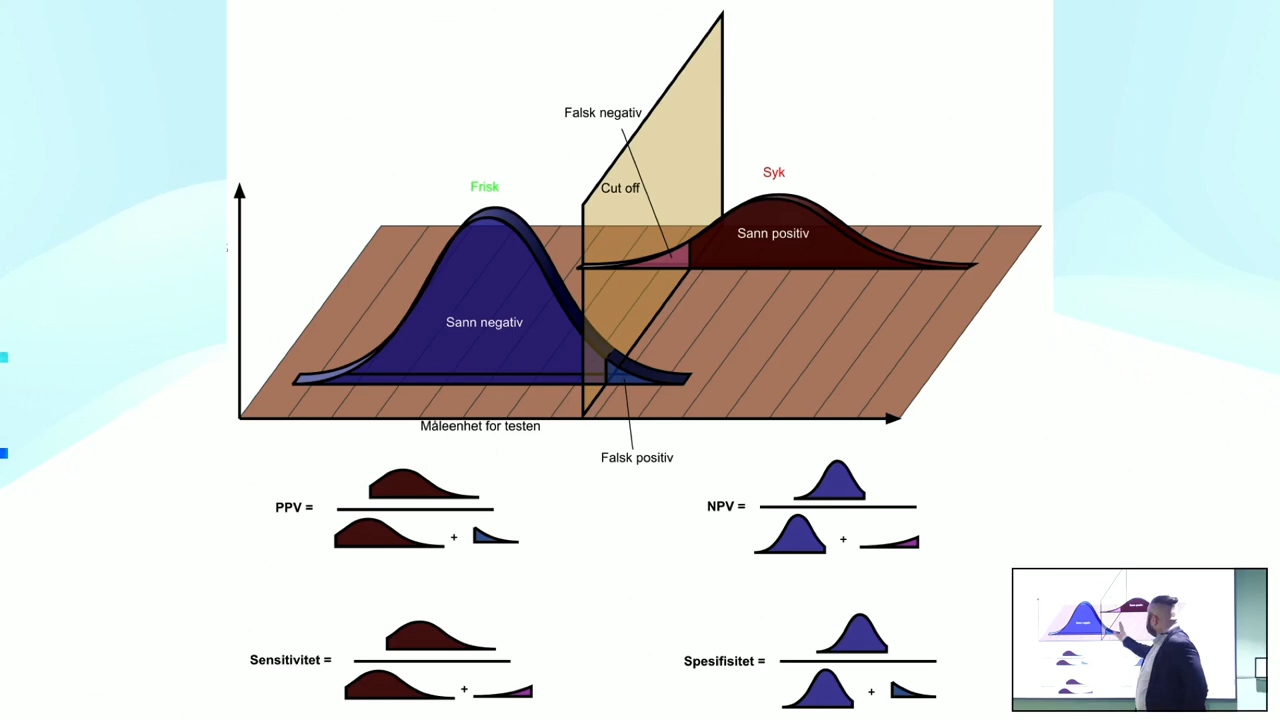 Falsk negativ
Syk
Frisk
Cut off
Sann positiv
Sann negativ
Måleenhet for testen
Falsk positiv
PPV =
+
NPV =
+
Sensitivitet =
+
Spesifisitet =
+